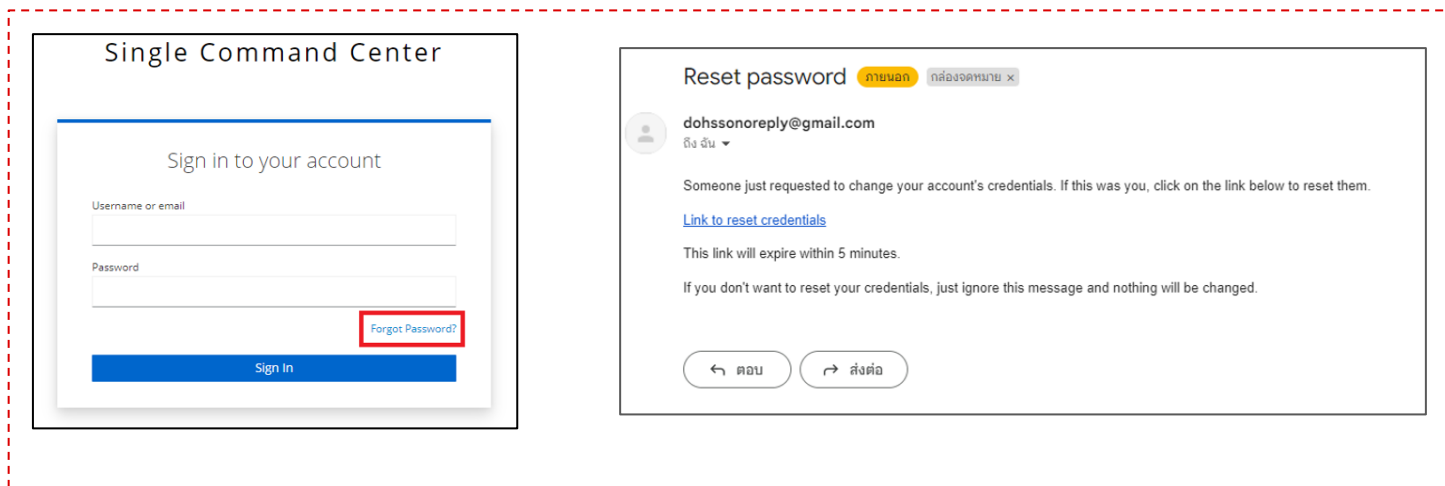 Single Command Center
Sign in to your account
Username or email
Password
Forgot Password?
Sign In
Reset password ภายนอก กล่องจดหมาย ×
dohssonoreply@gmail.com
ถึง ฉัน
Someone just requested to change your account's credentials. If this was you, click on the link below to reset them.
Link to reset credentials
This link will expire within 5 minutes.
If you don't want to reset your credentials, just ignore this message and nothing will be changed.
ตอบ ส่งต่อ